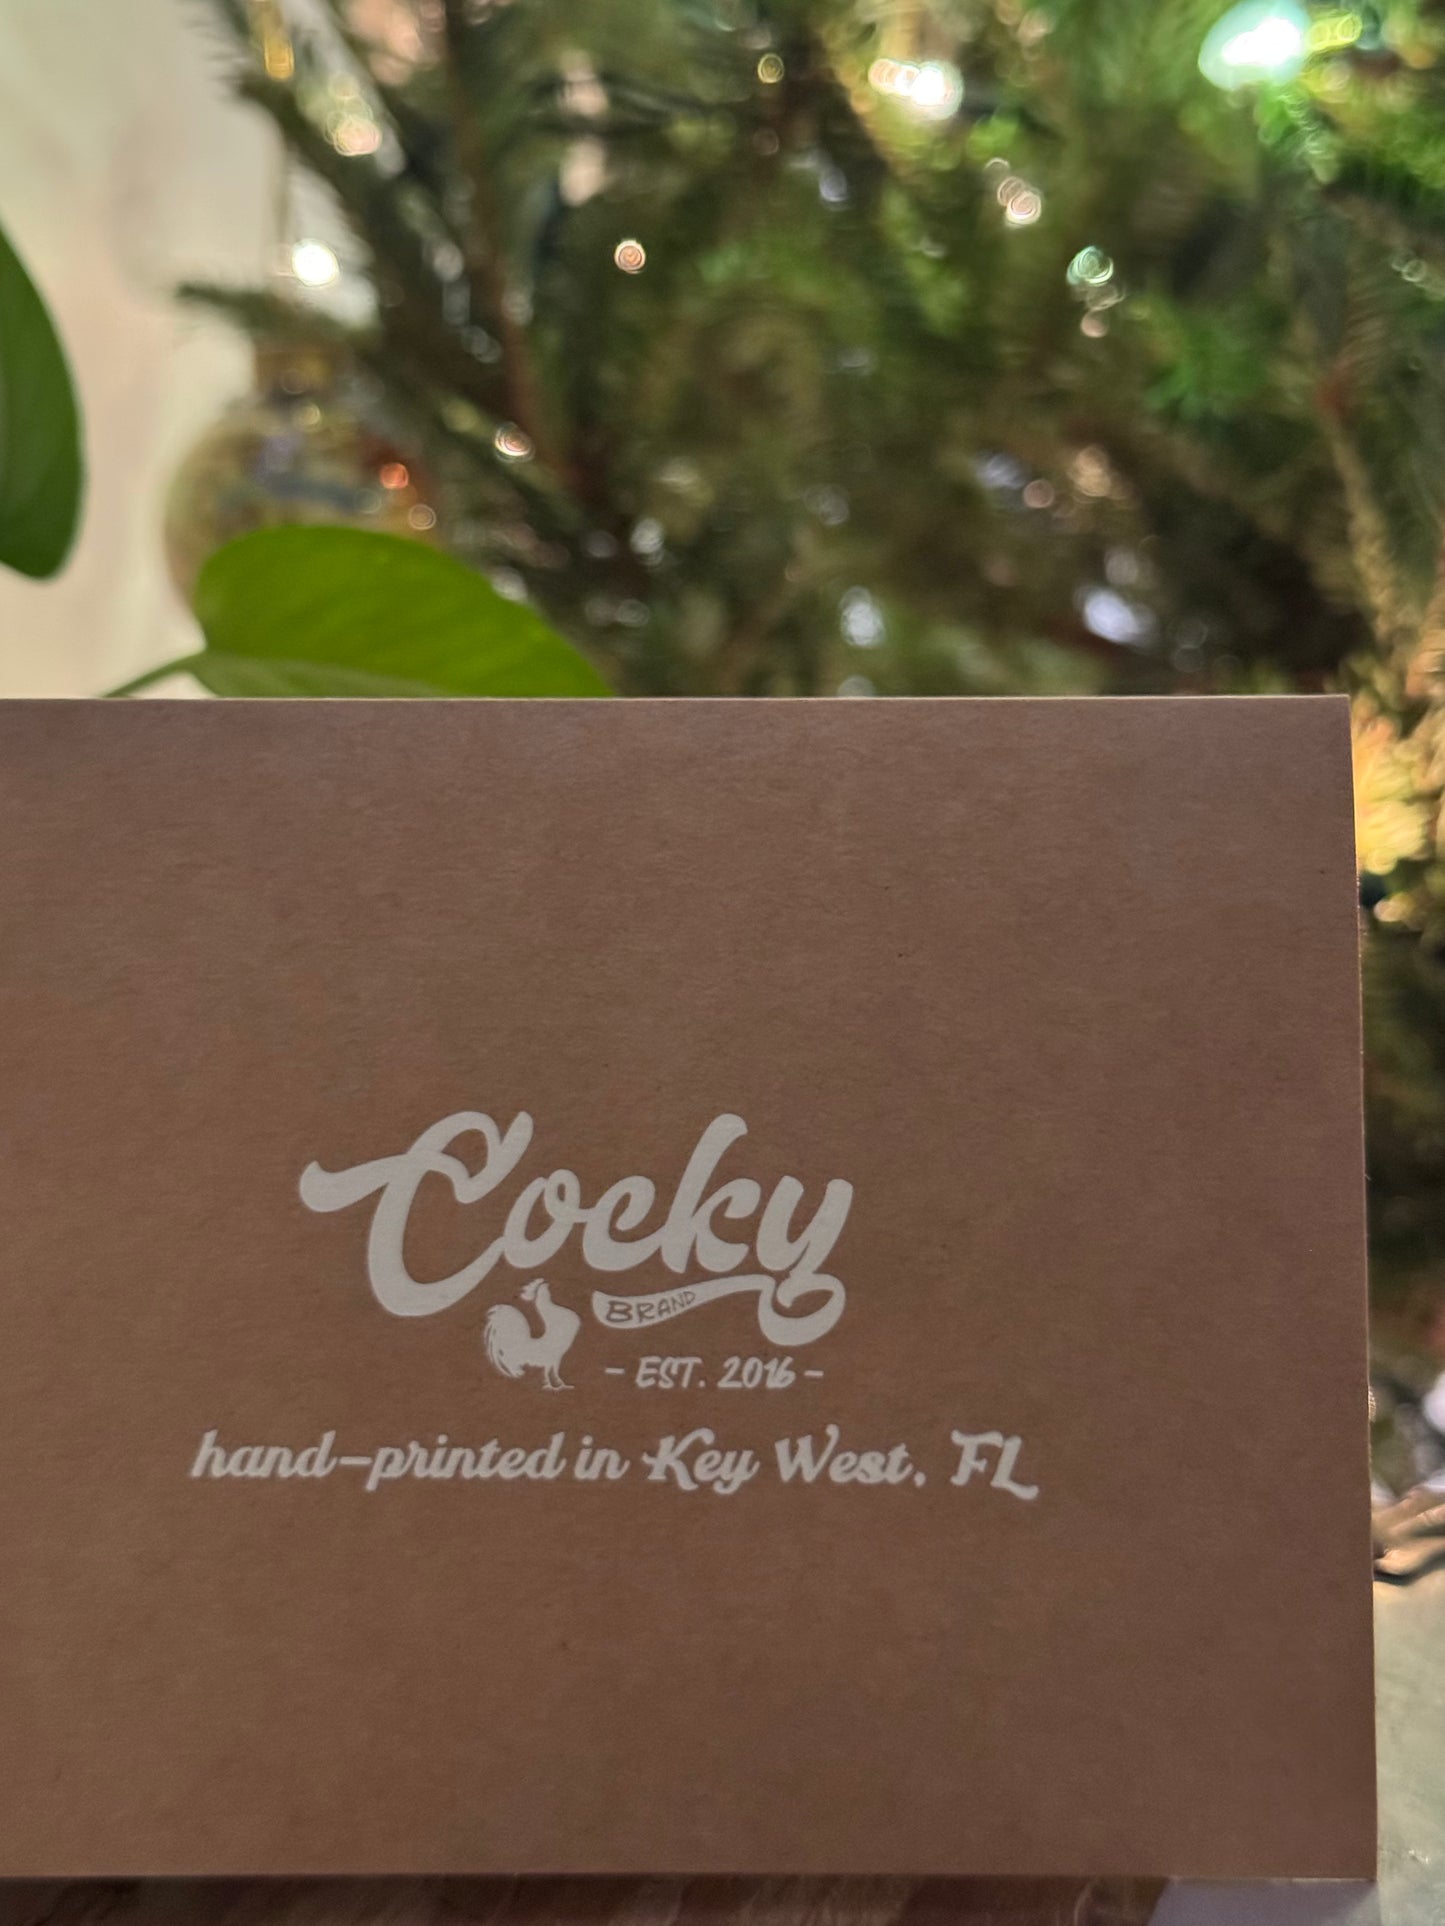 Cocky
BRAND
- EST. 2016 -
hand-printed in Key West, FL